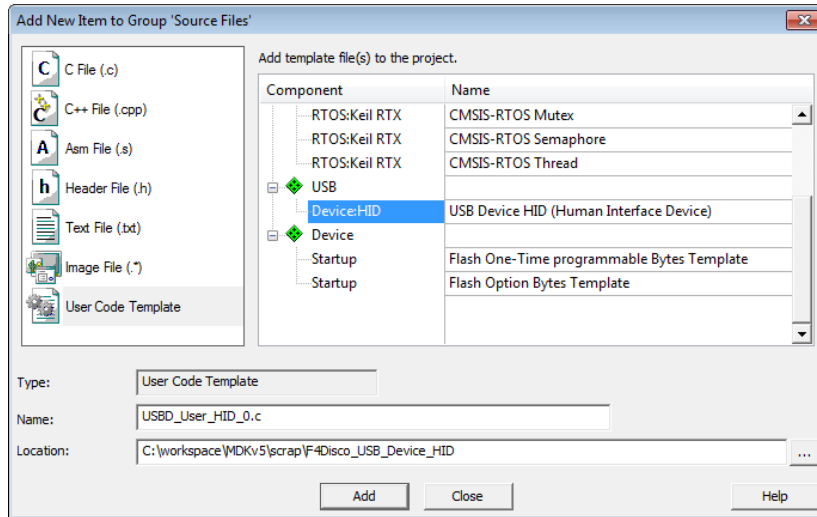 Add New Item to Group 'Source Files'
C File (.c)
C++ File (.cpp)
Asm File (.s)
Header File (.h)
Text File (.txt)
Image File (.*)
User Code Template
Add template file(s) to the project.
Component Name
RTOS:Keil RTX CMSIS-RTOS Mutex
RTOS:Keil RTX CMSIS-RTOS Semaphore
RTOS:Keil RTX CMSIS-RTOS Thread
USB
Device:HID USB Device HID (Human Interface Device)
Device
Startup Flash One-Time programmable Bytes Template
Startup Flash Option Bytes Template
Type: User Code Template
Name: USBD_User_HID_0.c
Location: C:\workspace\MDKv5\scrap\F4Disco_USB_Device_HID ...
Add Close Help